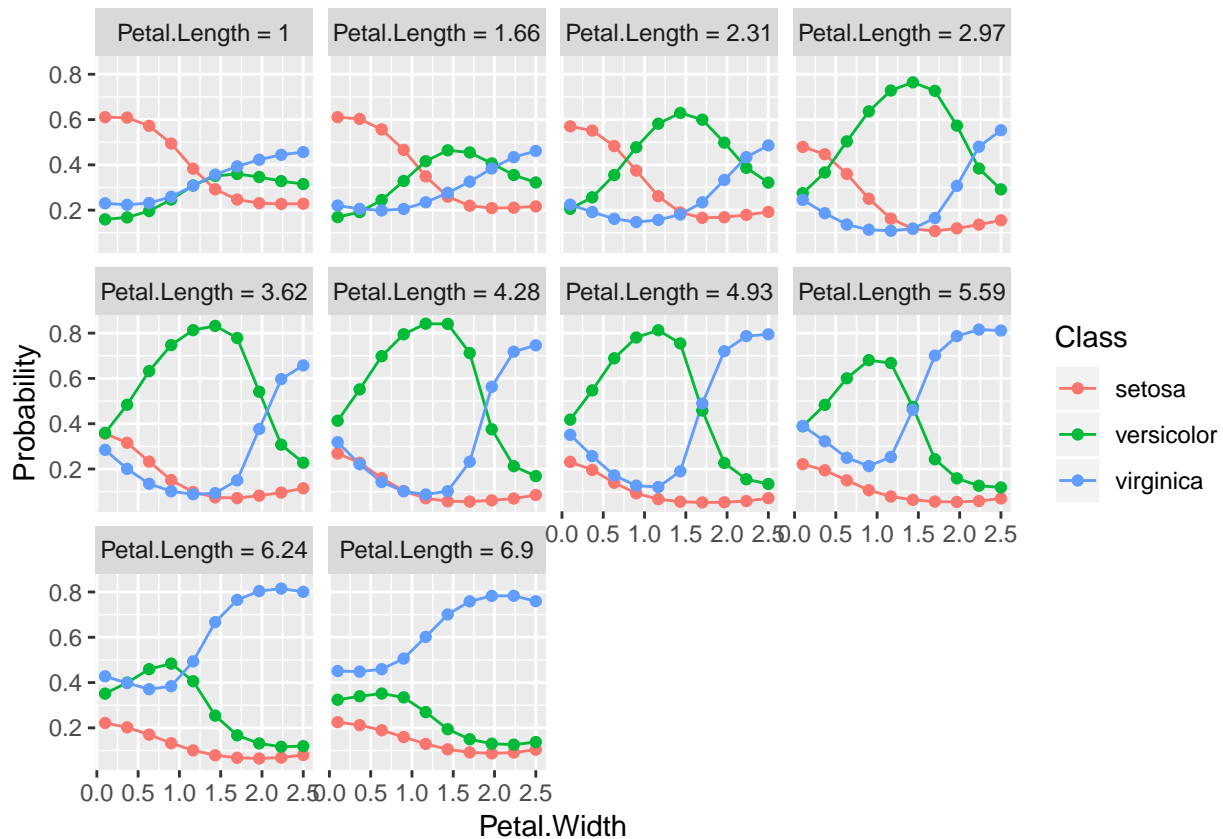 Petal.Length = 1
Petal.Length = 1.66
Petal.Length = 2.31
Petal.Length = 2.97
0.8
0.6
0.4
0.2
Petal.Length = 3.62
Petal.Length = 4.28
Petal.Length = 4.93
Petal.Length = 5.59
0.8
0.6
0.4
0.2
0.0 0.5 1.0 1.5 2.0 2.5
0.0 0.5 1.0 1.5 2.0 2.5
Petal.Length = 6.24
Petal.Length = 6.9
0.8
0.6
0.4
0.2
0.0 0.5 1.0 1.5 2.0 2.5
0.0 0.5 1.0 1.5 2.0 2.5
Petal.Width
Probability
Class
setosa
versicolor
virginica